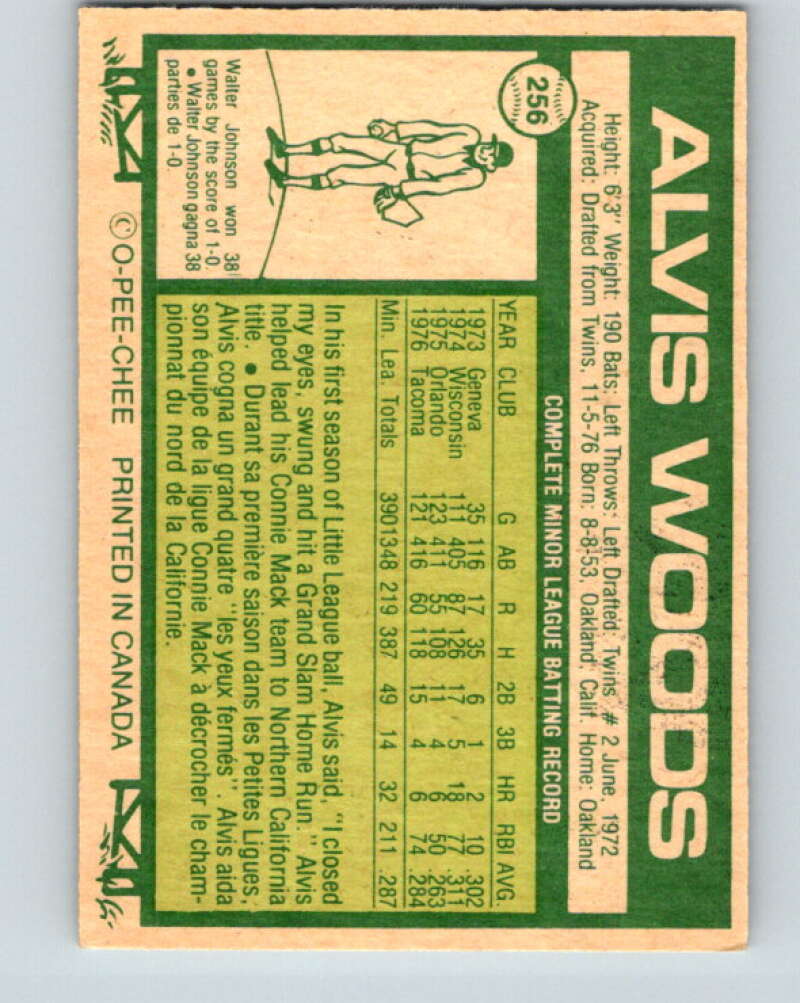 ALVIS WOODS
256
Height: 6'3" Weight: 190 Bats: Left Throws: Left Drafted: Twins # 2 June, 1972
Acquired: Drafted from Twins, 11-5-76 Born: 8-8-53, Oakland, Calif. Home: Oakland
COMPLETE MINOR LEAGUE BATTING RECORD
YEAR CLUB G AB R H 2B 3B HR RBI AVG.
1973 Geneva 35 116 17 35 6 1 2 10 .302
1974 Wisconsin 111 405 87 126 17 5 18 77 .311
1975 Orlando 123 411 55 108 11 4 6 50 .263
1976 Tacoma 121 416 60 118 15 4 6 74 .284
Min. Lea. Totals 390 1348 219 387 49 14 32 211 .287
In his first season of Little League ball, Alvis said, "I closed
my eyes, swung and hit a Grand Slam Home Run." Alvis
helped lead his Connie Mack team to Northern California
title. ● Durant sa première saison dans les Petites Ligues,
Alvis cogna un grand quatre "les yeux fermés". Alvis aida
son équipe de la ligue Connie Mack à décrocher le cham-
pionnat du nord de la Californie.
Walter Johnson won 38
games by the score of 1-0.
● Walter Johnson gagna 38
parties de 1-0.
© O-PEE-CHEE PRINTED IN CANADA